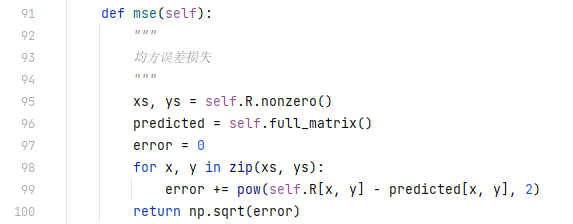 91 def mse(self):
92 """
93 均方误差损失
94 """
95 xs, ys = self.R.nonzero()
96 predicted = self.full_matrix()
97 error = 0
98 for x, y in zip(xs, ys):
99 error += pow(self.R[x, y] - predicted[x, y], 2)
100 return np.sqrt(error)